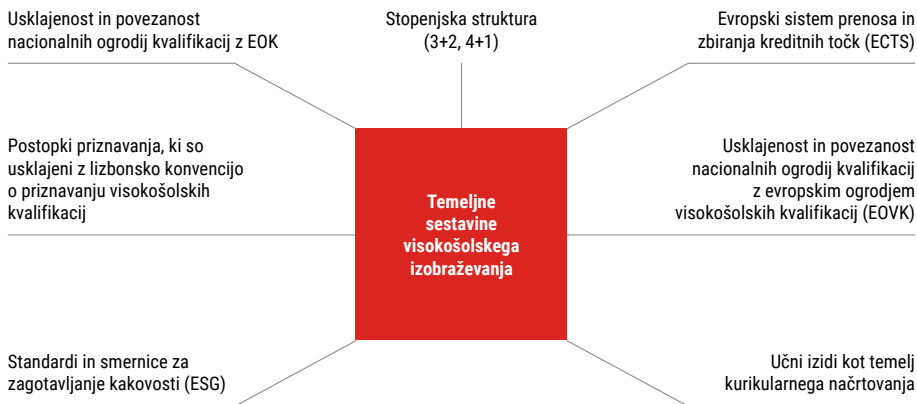 Usklajenost in povezanost
nacionalnih ogrodij kvalifikacij z EOK
Stopenjska struktura
(3+2, 4+1)
Evropski sistem prenosa in
zbiranja kreditnih točk (ECTS)
Postopki priznavanja, ki so
usklajeni z lizbonsko konvencijo
o priznavanju visokošolskih
kvalifikacij
Temeljne
sestavine
visokošolskega
izobraževanja
Usklajenost in povezanost
nacionalnih ogrodij kvalifikacij
z evropskim ogrodjem
visokošolskih kvalifikacij (EOVK)
Standardi in smernice za
zagotavljanje kakovosti (ESG)
Učni izidi kot temelj
kurikularnega načrtovanja